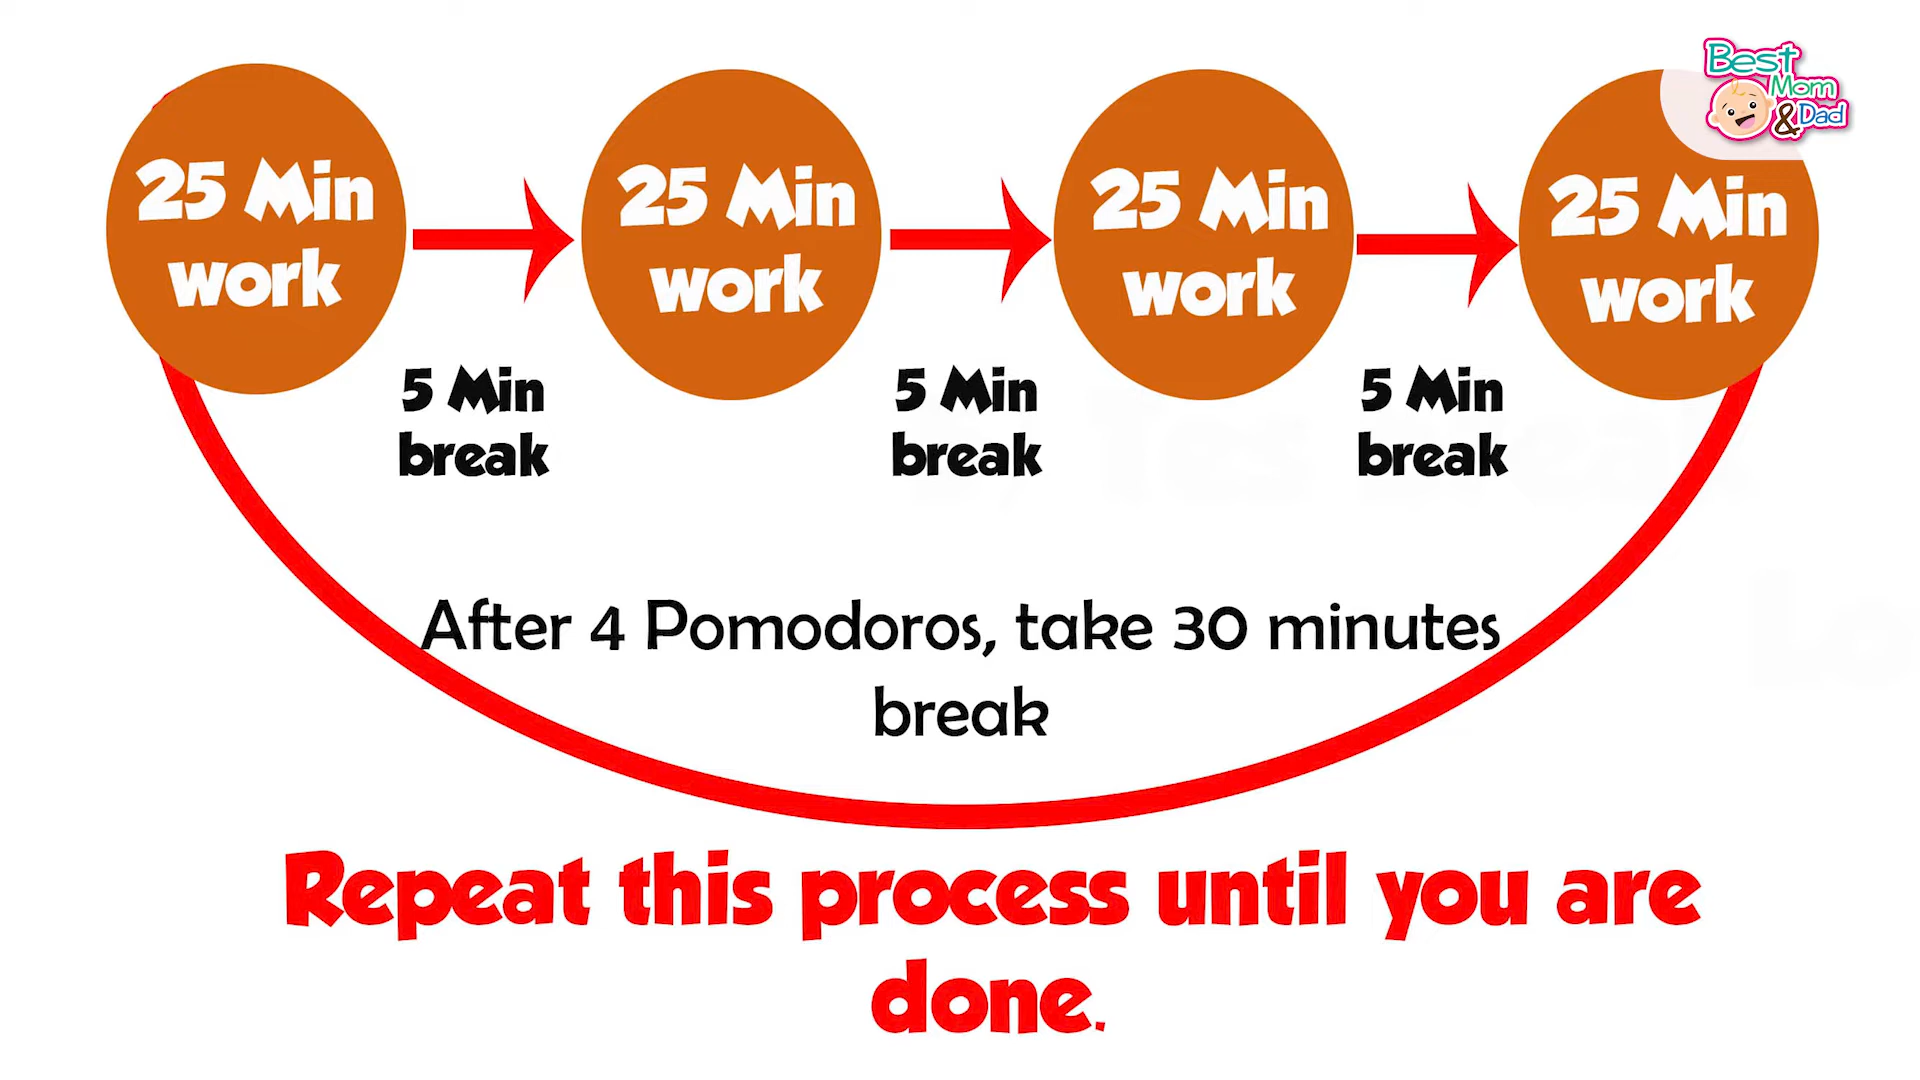 Best
Mom
& Dad
25 Min
work
25 Min
work
25 Min
work
25 Min
work
5 Min
break
5 Min
break
5 Min
break
After 4 Pomodoros, take 30 minutes
break
Repeat this process until you are
done.